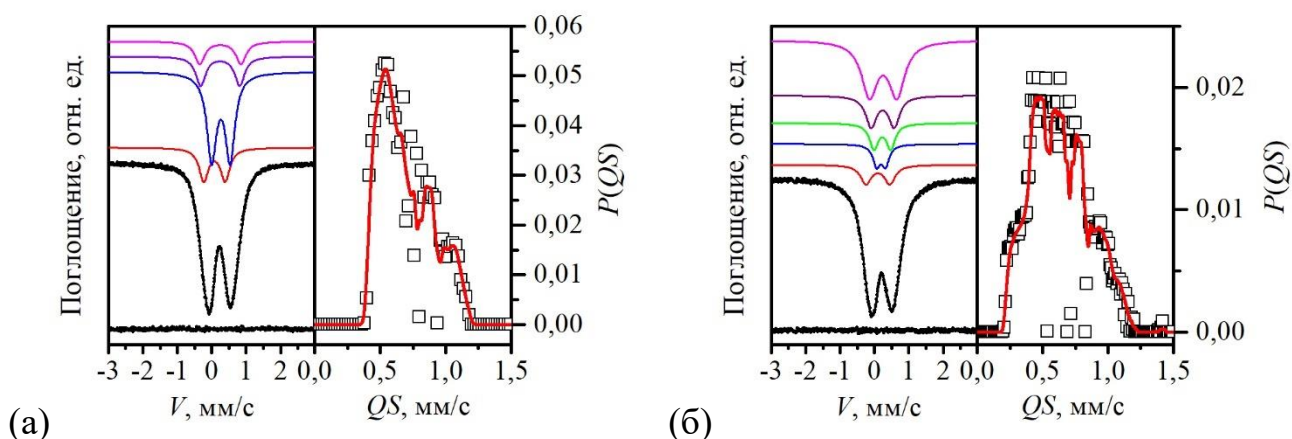 Поглощение, отн. ед.
-3 -2 -1 0 1 2
V, мм/с
0,0 0,5 1,0 1,5
QS, мм/с
0,06
0,05
0,04
0,03
0,02
0,01
0,00
P(QS)
(а)
Поглощение, отн. ед.
-3 -2 -1 0 1 2 3
V, мм/с
0,0 0,5 1,0 1,5
QS, мм/с
0,02
0,01
0,00
P(QS)
(б)